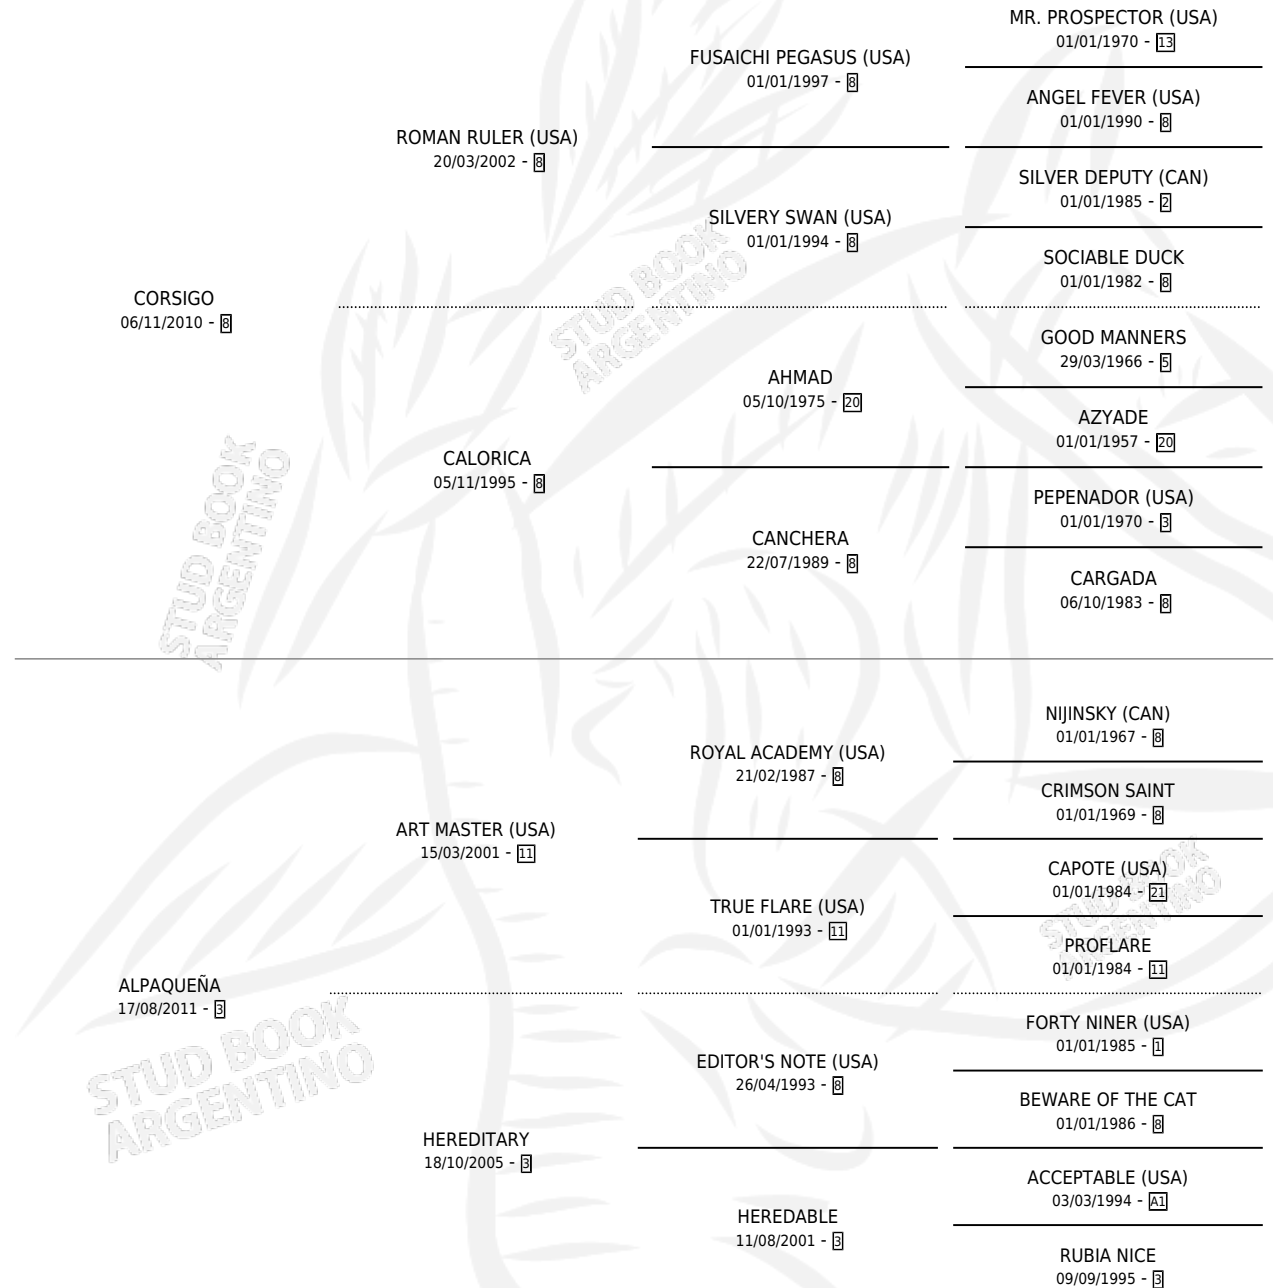 MR. PROSPECTOR (USA)
01/01/1970 - 13
FUSAICHI PEGASUS (USA)
01/01/1997 - 8
ANGEL FEVER (USA)
01/01/1990 - 8
ROMAN RULER (USA)
20/03/2002 - 8
SILVER DEPUTY (CAN)
01/01/1985 - 2
SILVERY SWAN (USA)
01/01/1994 - 8
SOCIABLE DUCK
01/01/1982 - 8
CORSIGO
06/11/2010 - 8
STUD BOOK
ARGENTINO
GOOD MANNERS
29/03/1966 - 5
AHMAD
05/10/1975 - 20
AZYADE
01/01/1957 - 20
CALORICA
05/11/1995 - 8
PEPENADOR (USA)
01/01/1970 - 3
CANCHERA
22/07/1989 - 8
CARGADA
06/10/1983 - 8
STUD BOOK
ARGENTINO
NIJINSKY (CAN)
01/01/1967 - 8
ROYAL ACADEMY (USA)
21/02/1987 - 8
CRIMSON SAINT
01/01/1969 - 8
ART MASTER (USA)
15/03/2001 - 11
CAPOTE (USA)
01/01/1984 - 21
TRUE FLARE (USA)
01/01/1993 - 11
STUD BOOK
ARGENTINO
PROFLARE
01/01/1984 - 11
ALPAQUEÑA
17/08/2011 - 3
STUD BOOK
ARGENTINO
FORTY NINER (USA)
01/01/1985 - 1
EDITOR'S NOTE (USA)
26/04/1993 - 8
BEWARE OF THE CAT
01/01/1986 - 8
HEREDITARY
18/10/2005 - 3
ACCEPTABLE (USA)
03/03/1994 - A1
HEREDABLE
11/08/2001 - 3
RUBIA NICE
09/09/1995 - 3